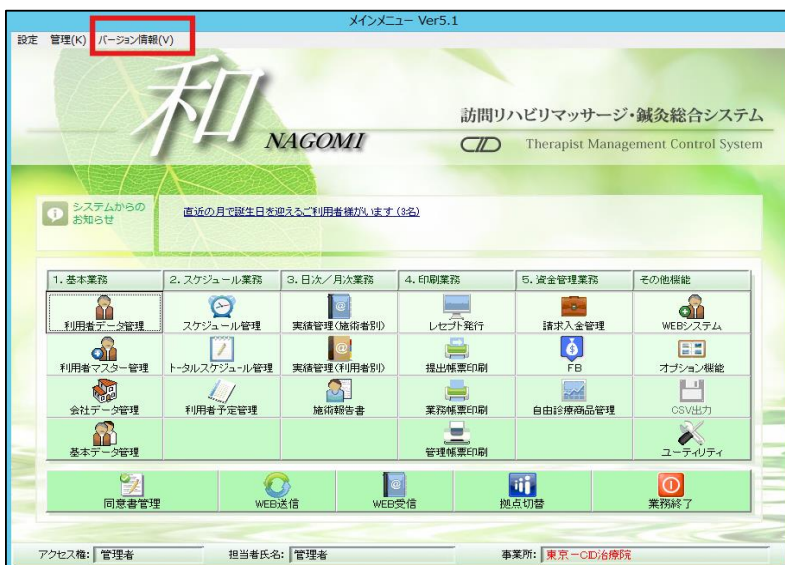 メインメニュー Ver5.1
設定 管理(K) バージョン情報(V)
和
NAGOMI
訪問リハビリマッサージ・鍼灸総合システム
CID Therapist Management Control System
システムからの
お知らせ
直近の月で誕生日を迎えるご利用者様がいます (3名)
1. 基本業務 2. スケジュール業務 3. 日次/月次業務 4. 印刷業務 5. 資金管理業務 その他機能
利用者データ管理 スケジュール管理 実績管理(施術者別) レセプト発行 請求入金管理 WEBシステム
利用者マスター管理 トータルスケジュール管理 実績管理(利用者別) 提出帳票印刷 FB オプション機能
会社データ管理 利用者予定管理 施術報告書 業務帳票印刷 自由診療商品管理 CSV出力
基本データ管理 管理帳票印刷 ユーティリティ
同意書管理 WEB送信 WEB受信 拠点切替 業務終了
アクセス権: 管理者 担当者氏名: 管理者 事業所: 東京-CID治療院